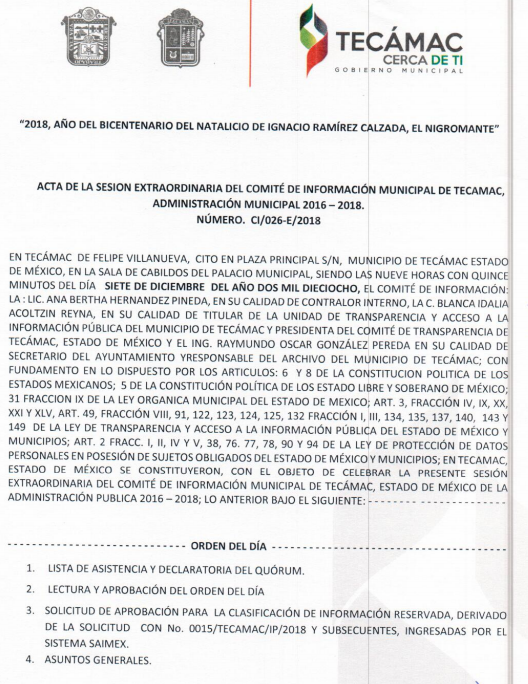 TECÁMAC
CERCA DE TI
GOBIERNO MUNICIPAL
"2018, AÑO DEL BICENTENARIO DEL NATALICIO DE IGNACIO RAMÍREZ CALZADA, EL NIGROMANTE"
ACTA DE LA SESION EXTRAORDINARIA DEL COMITÉ DE INFORMACIÓN MUNICIPAL DE TECAMAC,
ADMINISTRACIÓN MUNICIPAL 2016 – 2018.
NÚMERO. CI/026-E/2018
EN TECÁMAC DE FELIPE VILLANUEVA, CITO EN PLAZA PRINCIPAL S/N, MUNICIPIO DE TECÁMAC ESTADO
DE MÉXICO, EN LA SALA DE CABILDOS DEL PALACIO MUNICIPAL, SIENDO LAS NUEVE HORAS CON QUINCE
MINUTOS DEL DÍA SIETE DE DICIEMBRE DEL AÑO DOS MIL DIECIOCHO, EL COMITÉ DE INFORMACIÓN:
LA : LIC. ANA BERTHA HERNANDEZ PINEDA, EN SU CALIDAD DE CONTRALOR INTERNO, LA C. BLANCA IDALIA
ACOLTZIN REYNA, EN SU CALIDAD DE TITULAR DE LA UNIDAD DE TRANSPARENCIA Y ACCESO A LA
INFORMACIÓN PÚBLICA DEL MUNICIPIO DE TECÁMAC Y PRESIDENTA DEL COMITÉ DE TRANSPARENCIA DE
TECÁMAC, ESTADO DE MÉXICO Y EL ING. RAYMUNDO OSCAR GONZÁLEZ PEREDA EN SU CALIDAD DE
SECRETARIO DEL AYUNTAMIENTO YRESPONSABLE DEL ARCHIVO DEL MUNICIPIO DE TECÁMAC; CON
FUNDAMENTO EN LO DISPUESTO POR LOS ARTICULOS: 6 Y 8 DE LA CONSTITUCION POLITICA DE LOS
ESTADOS MEXICANOS; 5 DE LA CONSTITUCIÓN POLÍTICA DE LOS ESTADO LIBRE Y SOBERANO DE MÉXICO;
31 FRACCION IX DE LA LEY ORGANICA MUNICIPAL DEL ESTADO DE MEXICO; ART. 3, FRACCIÓN IV, IX, XX,
XXI Y XLV, ART. 49, FRACCIÓN VIII, 91, 122, 123, 124, 125, 132 FRACCIÓN I, III, 134, 135, 137, 140, 143 Y
149 DE LA LEY DE TRANSPARENCIA Y ACCESO A LA INFORMACIÓN PÚBLICA DEL ESTADO DE MÉXICO Y
MUNICIPIOS; ART. 2 FRACC. I, II, IV Y V, 38, 76. 77, 78, 90 Y 94 DE LA LEY DE PROTECCIÓN DE DATOS
PERSONALES EN POSESIÓN DE SUJETOS OBLIGADOS DEL ESTADO DE MÉXICO Y MUNICIPIOS; EN TECAMAC,
ESTADO DE MÉXICO SE CONSTITUYERON, CON EL OBJETO DE CELEBRAR LA PRESENTE SESIÓN
EXTRAORDINARIA DEL COMITÉ DE INFORMACIÓN MUNICIPAL DE TECÁMAC, ESTADO DE MÉXICO DE LA
ADMINISTRACIÓN PUBLICA 2016 – 2018; LO ANTERIOR BAJO EL SIGUIENTE: - - - - - - - - - - - - - - - - - - - -
- - - - - - - - - - - - - - - - - - - - - - - - - - ORDEN DEL DÍA - - - - - - - - - - - - - - - - - - - - - - - - - - - - - - - - -
1. LISTA DE ASISTENCIA Y DECLARATORIA DEL QUÓRUM.
2. LECTURA Y APROBACIÓN DEL ORDEN DEL DÍA
3. SOLICITUD DE APROBACIÓN PARA LA CLASIFICACIÓN DE INFORMACIÓN RESERVADA, DERIVADO
DE LA SOLICITUD CON No. 0015/TECAMAC/IP/2018 Y SUBSECUENTES, INGRESADAS POR EL
SISTEMA SAIMEX.
4. ASUNTOS GENERALES.